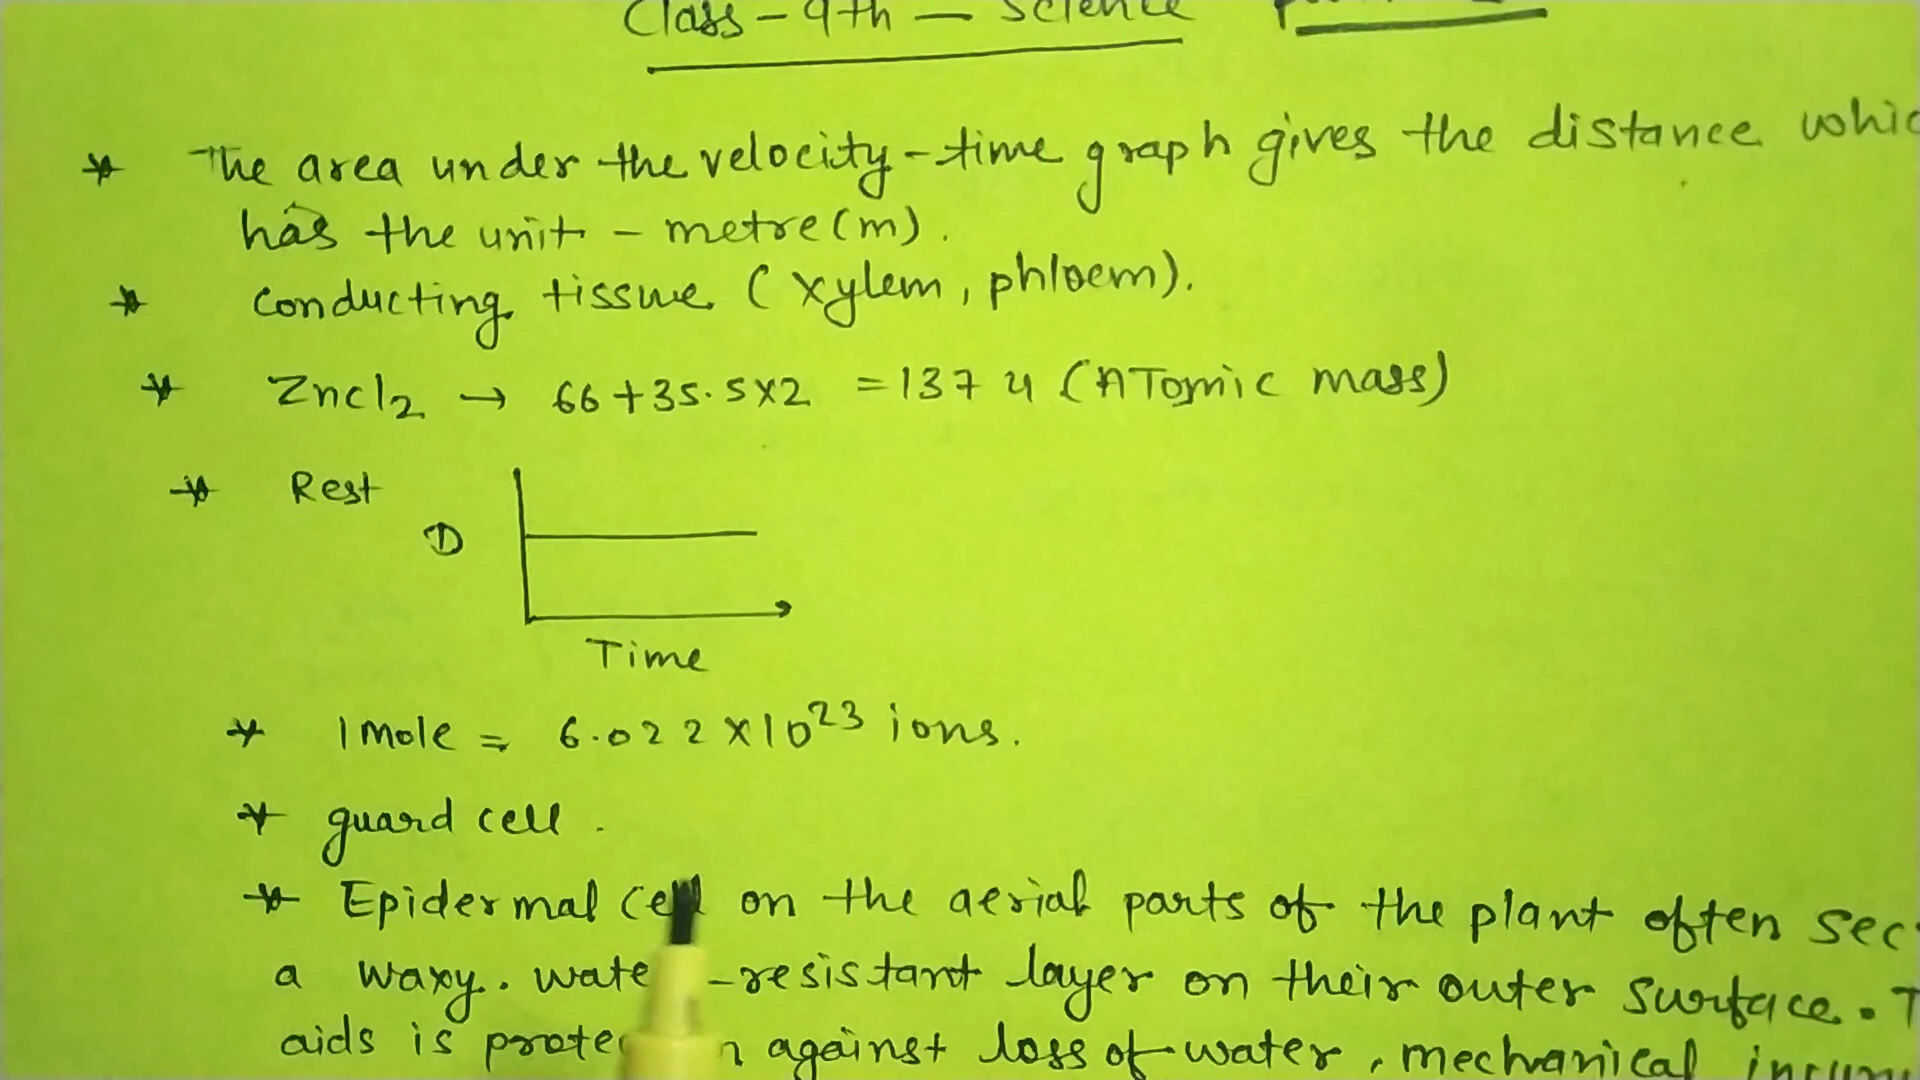 Class - 9th - Science
* The area under the velocity-time graph gives the distance
has the unit - metre (m).
* conducting tissue (xylem, phloem).
* Zncl2 → 66+35.5x2 = 137 u (ATomic mass)
* Rest
D
Time
* 1 mole = 6.022 x 10^23 ions.
* guard cell.
* Epidermal cell on the aerial parts of the plant often
a waxy. -resistant layer on their outer surface.
aids is against loss of water, mechanical